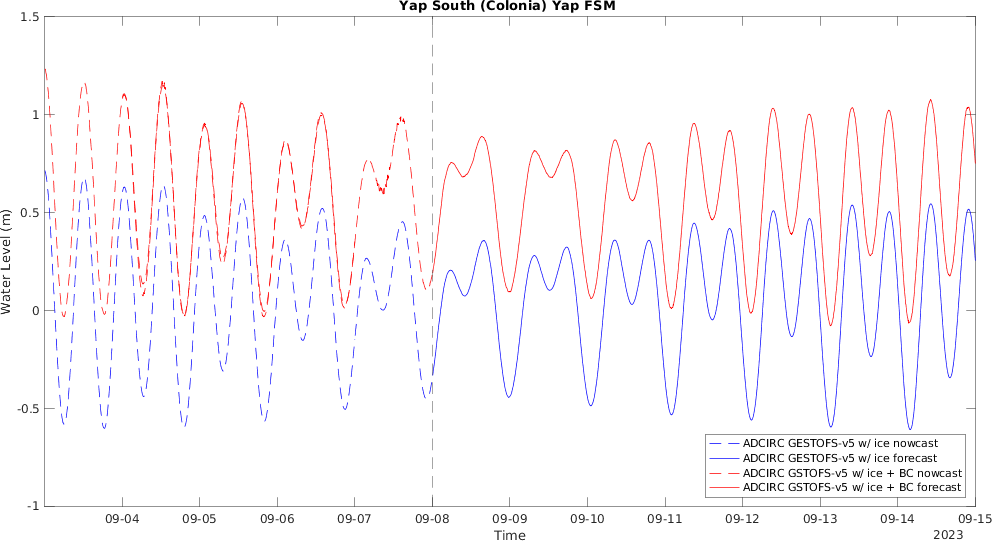 Yap South (Colonia) Yap FSM
1.5
1
0.5
0
-0.5
-1
Water Level (m)
ADCIRC GESTOFS-v5 w/ ice nowcast
ADCIRC GESTOFS-v5 w/ ice forecast
ADCIRC GSTOFS-v5 w/ ice + BC nowcast
ADCIRC GSTOFS-v5 w/ ice + BC forecast
09-04 09-05 09-06 09-07 09-08 09-09 09-10 09-11 09-12 09-13 09-14 09-15
Time
2023